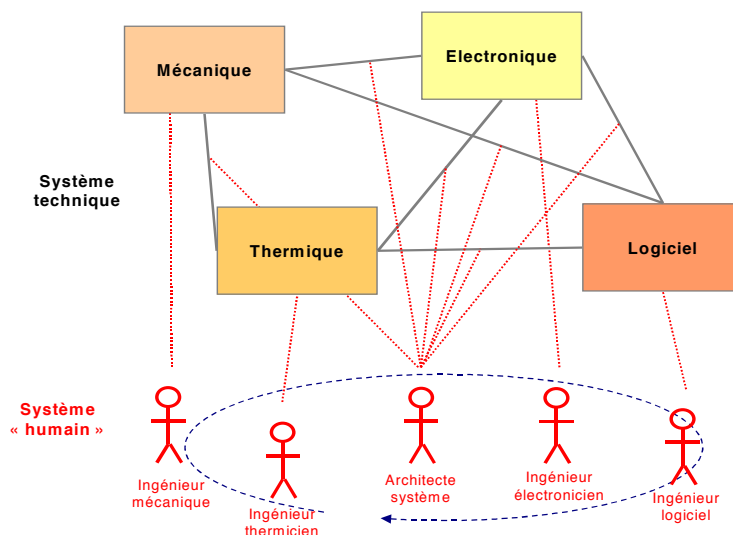 Mécanique
Electronique
Système
technique
Thermique
Logiciel
Système
« humain »
Ingénieur
mécanique
Ingénieur
thermicien
Architecte
système
Ingénieur
électronicien
Ingénieur
logiciel